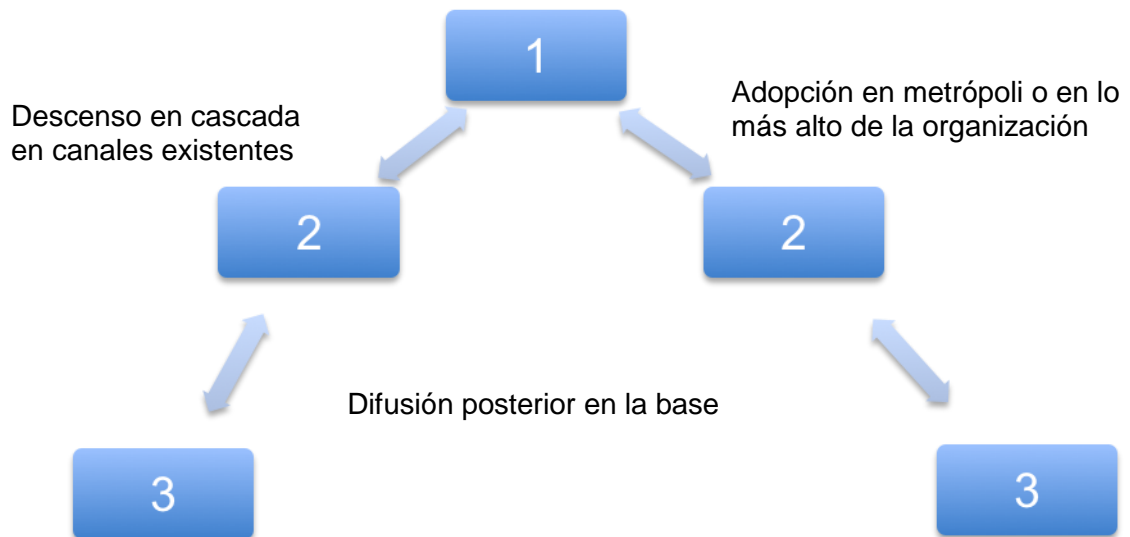 1
Descenso en cascada
en canales existentes
Adopción en metrópoli o en lo
más alto de la organización
2
2
Difusión posterior en la base
3
3